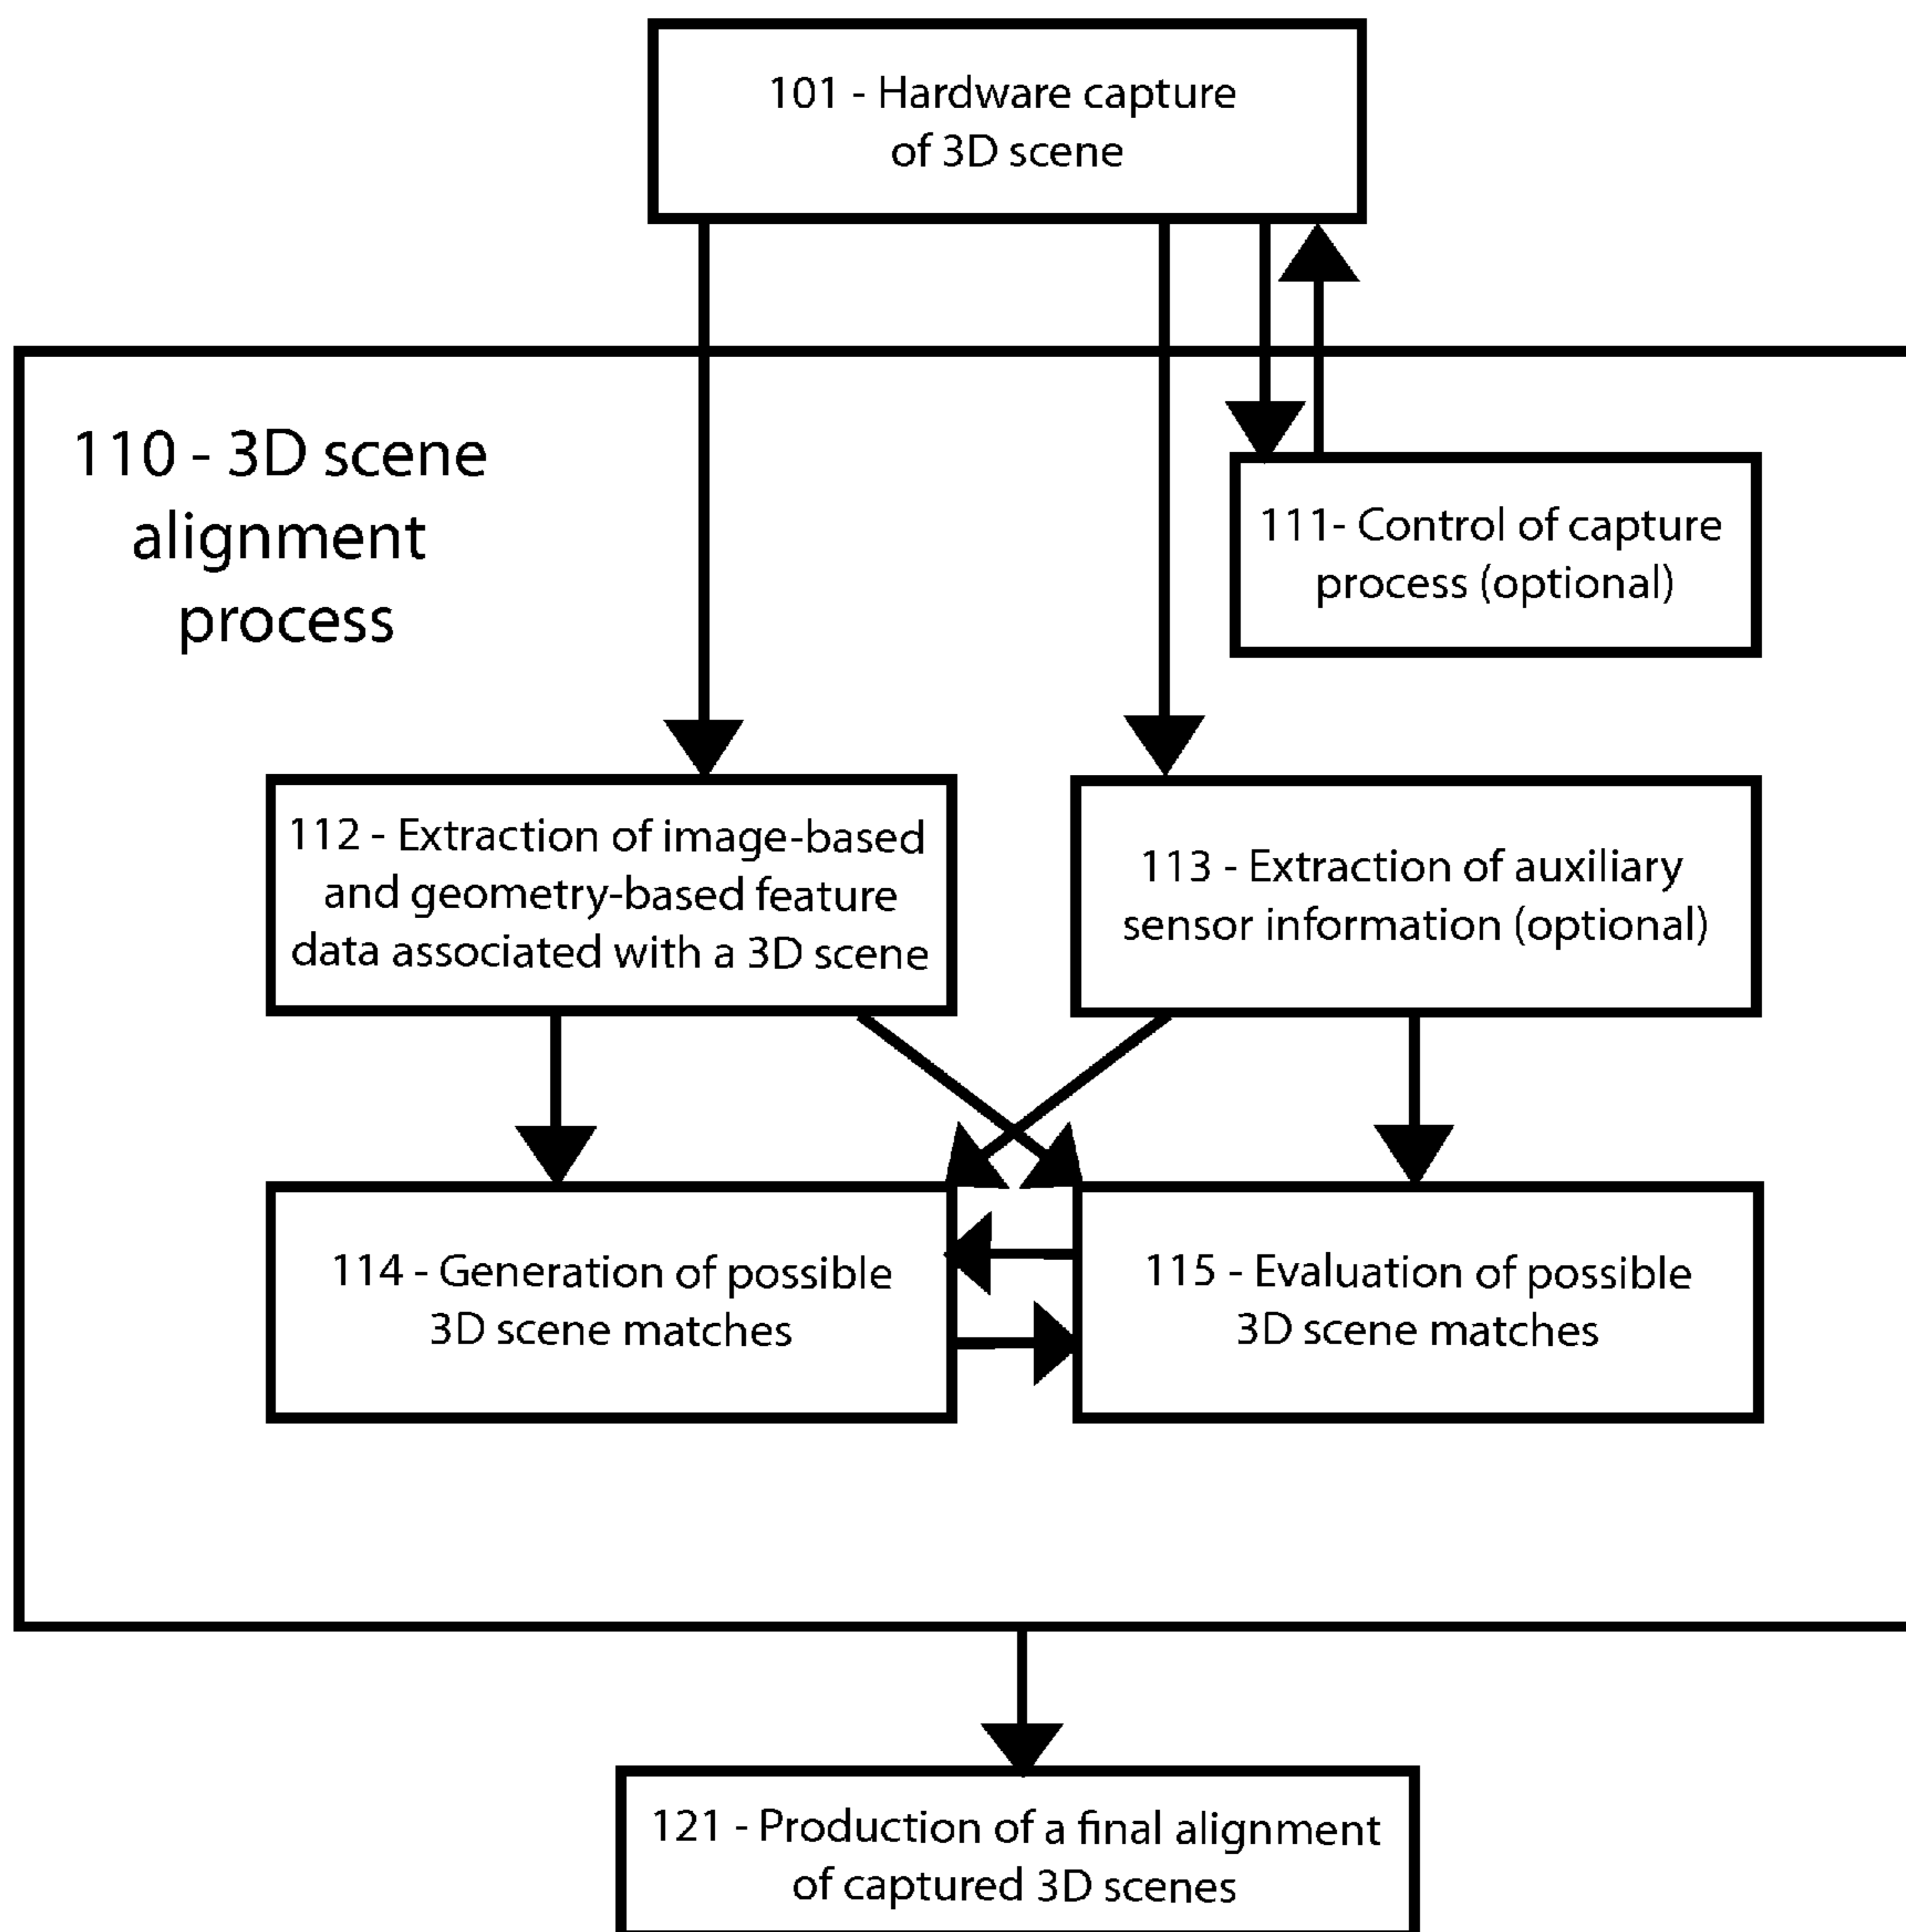 101 - Hardware capture
of 3D scene
110 - 3D scene
alignment
process
111- Control of capture
process (optional)
112 - Extraction of image-based
and geometry-based feature
data associated with a 3D scene
113 - Extraction of auxiliary
sensor information (optional)
114 - Generation of possible
3D scene matches
115 - Evaluation of possible
3D scene matches
121 - Production of a final alignment
of captured 3D scenes